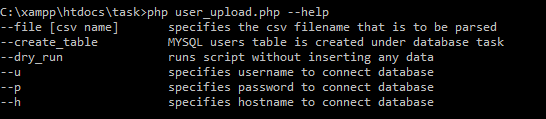 C:\xampp\htdocs\task>php user_upload.php --help
--file [csv name]      specifies the csv filename that is to be parsed
--create_table         MYSQL users table is created under database task
--dry_run              runs script without inserting any data
--u                    specifies username to connect database
--p                    specifies password to connect database
--h                    specifies hostname to connect database